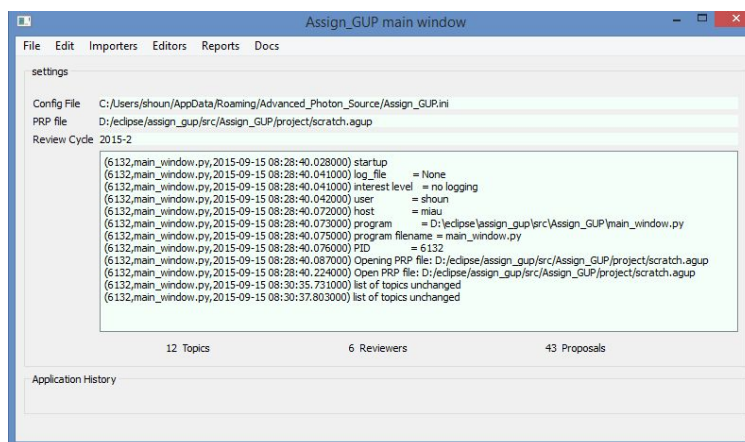 Assign_GUP main window
File Edit Importers Editors Reports Docs
settings
Config File C:/Users/shoun/AppData/Roaming/Advanced_Photon_Source/Assign_GUP.ini
PRP file D:/eclipse/assign_gup/src/Assign_GUP/project/scratch.agup
Review Cycle 2015-2
(6132,main_window.py,2015-09-15 08:28:40.028000) startup
(6132,main_window.py,2015-09-15 08:28:40.041000) log_file = None
(6132,main_window.py,2015-09-15 08:28:40.041000) interest level = no logging
(6132,main_window.py,2015-09-15 08:28:40.042000) user = shoun
(6132,main_window.py,2015-09-15 08:28:40.072000) host = miau
(6132,main_window.py,2015-09-15 08:28:40.073000) program = D:\eclipse\assign_gup\src\Assign_GUP\main_window.py
(6132,main_window.py,2015-09-15 08:28:40.075000) program filename = main_window.py
(6132,main_window.py,2015-09-15 08:28:40.076000) PID = 6132
(6132,main_window.py,2015-09-15 08:28:40.087000) Opening PRP file: D:/eclipse/assign_gup/src/Assign_GUP/project/scratch.agup
(6132,main_window.py,2015-09-15 08:28:40.224000) Open PRP file: D:/eclipse/assign_gup/src/Assign_GUP/project/scratch.agup
(6132,main_window.py,2015-09-15 08:30:35.731000) list of topics unchanged
(6132,main_window.py,2015-09-15 08:30:37.803000) list of topics unchanged
12 Topics 6 Reviewers 43 Proposals
Application History